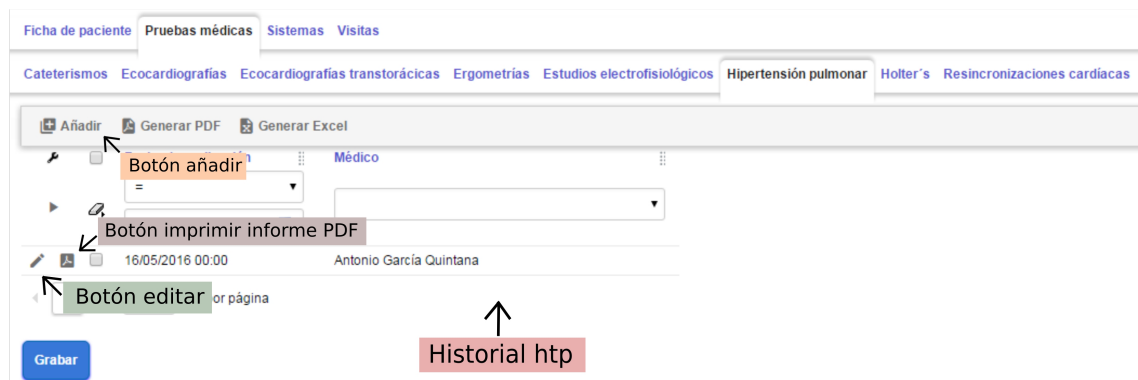 Ficha de paciente Pruebas médicas Sistemas Visitas
Cateterismos Ecocardiografías Ecocardiografías transtorácicas Ergometrías Estudios electrofisiológicos Hipertensión pulmonar Holter´s Resincronizaciones cardíacas
Añadir Generar PDF Generar Excel
Médico
Botón añadir
=
Botón imprimir informe PDF
16/05/2016 00:00 Antonio García Quintana
Botón editar página
Historial htp
Grabar